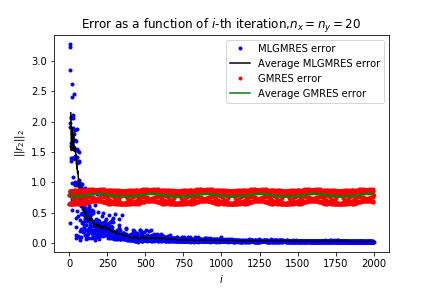 Error as a function of i-th iteration,n_x = n_y = 20
MLGMRES error
Average MLGMRES error
GMRES error
Average GMRES error
||r_2||_2
3.0
2.5
2.0
1.5
1.0
0.5
0.0
0 250 500 750 1000 1250 1500 1750 2000
i